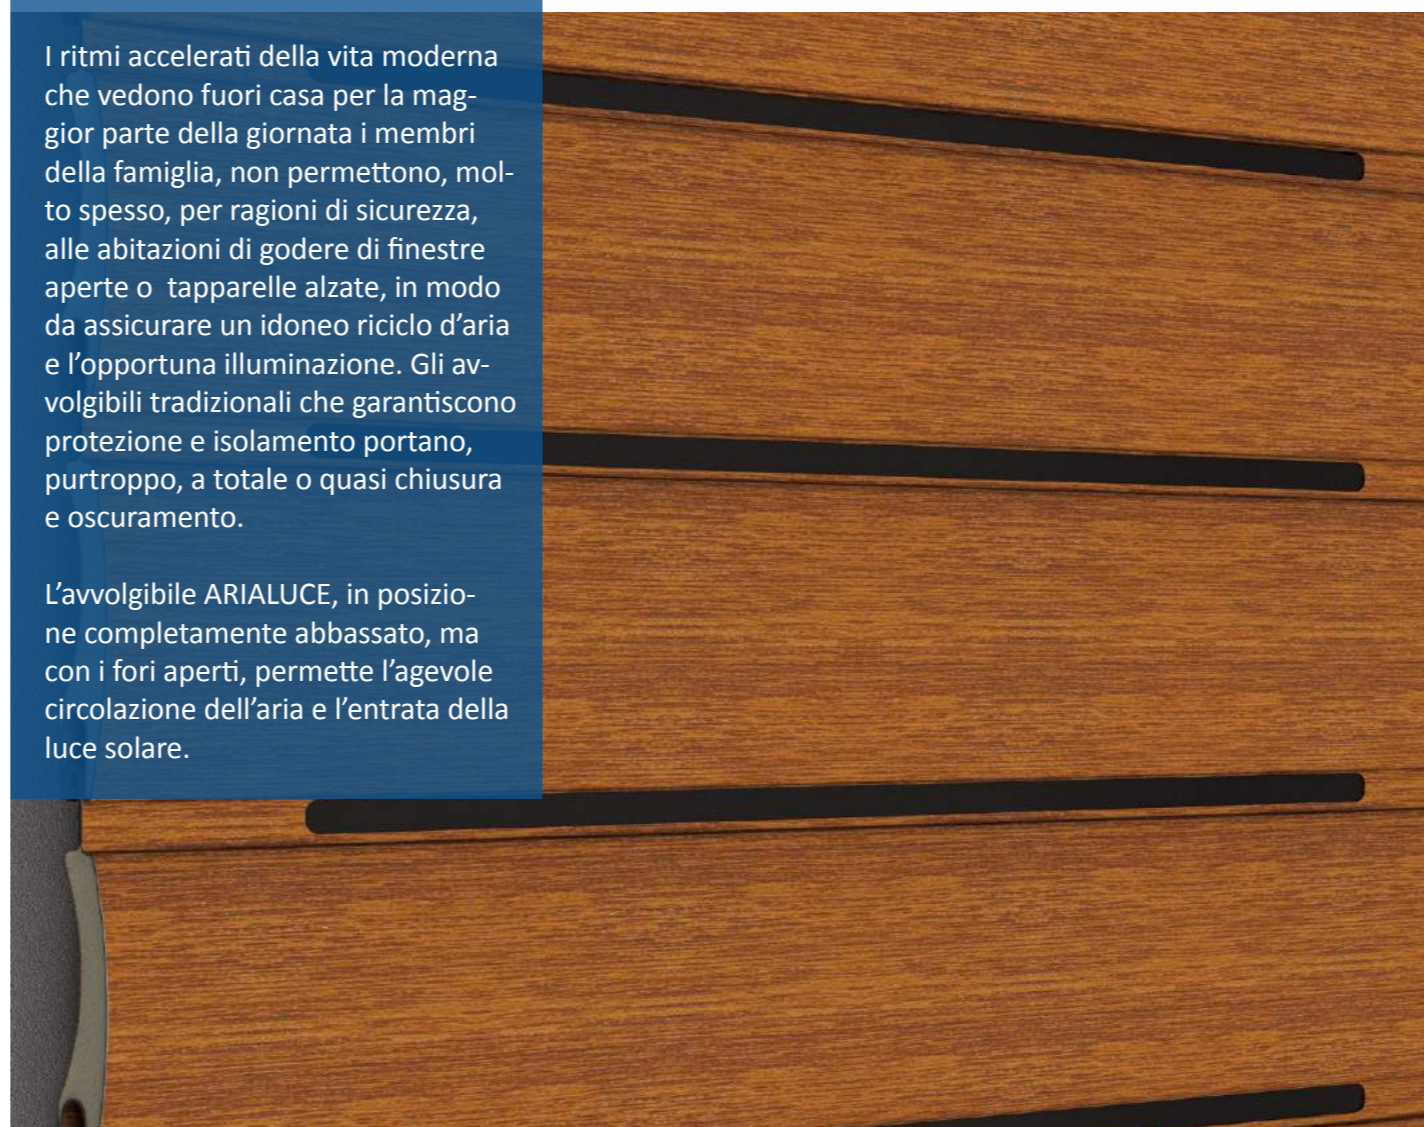 I ritmi accelerati della vita moderna
che vedono fuori casa per la mag-
gior parte della giornata i membri
della famiglia, non permettono, mol-
to spesso, per ragioni di sicurezza,
alle abitazioni di godere di finestre
aperte o  tapparelle alzate, in modo
da assicurare un idoneo riciclo d’aria
e l’opportuna illuminazione. Gli av-
volgibili tradizionali che garantiscono
protezione e isolamento portano,
purtroppo, a totale o quasi chiusura
e oscuramento.
L’avvolgibile ARIALUCE, in posizio-
ne completamente abbassato, ma
con i fori aperti, permette l’agevole
circolazione dell’aria e l’entrata della
luce solare.